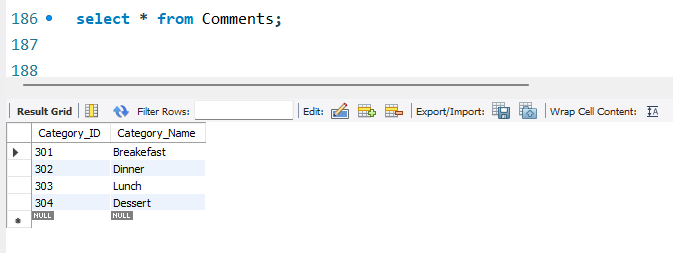 186 select * from Comments;
187
188
Result Grid Filter Rows: Edit: Export/Import: Wrap Cell Content: IA
Category_ID Category_Name
301 Breakefast
302 Dinner
303 Lunch
304 Dessert
NULL NULL